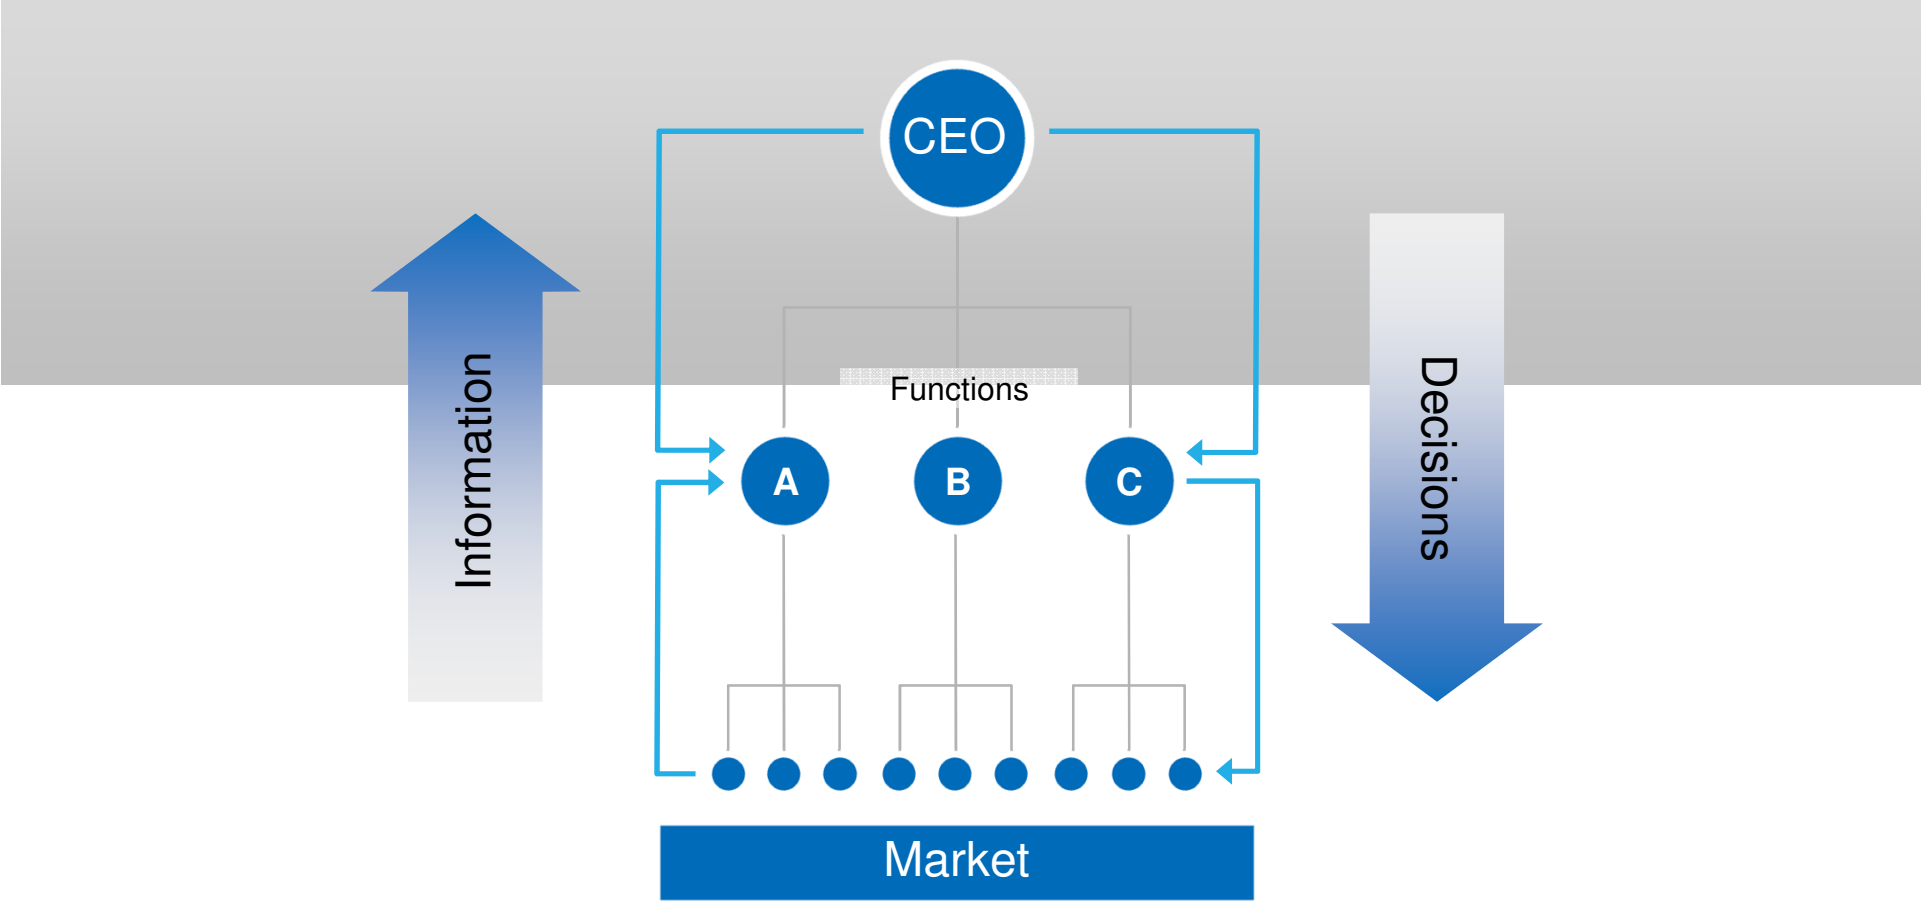 CEO
Information
Decisions
Functions
A
B
C
Market